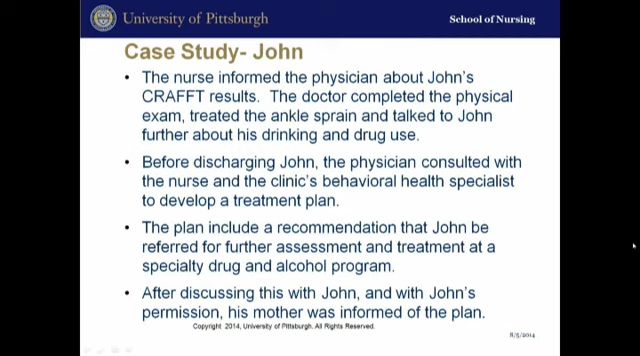 University of Pittsburgh
School of Nursing
Case Study- John
• The nurse informed the physician about John's
CRAFFT results.  The doctor completed the physical
exam, treated the ankle sprain and talked to John
further about his drinking and drug use.
• Before discharging John, the physician consulted with
the nurse and the clinic's behavioral health specialist
to develop a treatment plan.
• The plan include a recommendation that John be
referred for further assessment and treatment at a
specialty drug and alcohol program.
• After discussing this with John, and with John's
permission, his mother was informed of the plan.
Copyright 2014, University of Pittsburgh. All Rights Reserved.
8/5/2014